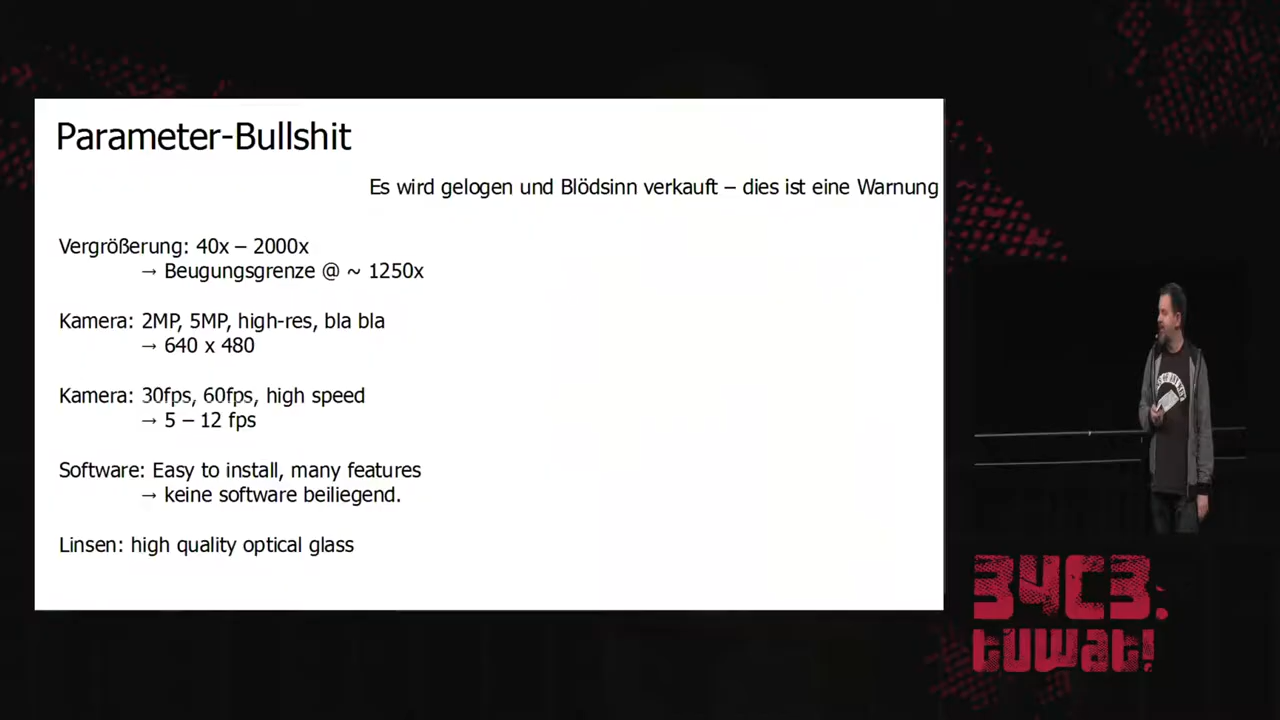 Parameter-Bullshit
Es wird gelogen und Blödsinn verkauft – dies ist eine Warnung
Vergrößerung: 40x – 2000x
→ Beugungsgrenze @ ~ 1250x
Kamera: 2MP, 5MP, high-res, bla bla
→ 640 x 480
Kamera: 30fps, 60fps, high speed
→ 5 – 12 fps
Software: Easy to install, many features
→ keine software beiliegend.
Linsen: high quality optical glass
34C3:
tuwat!